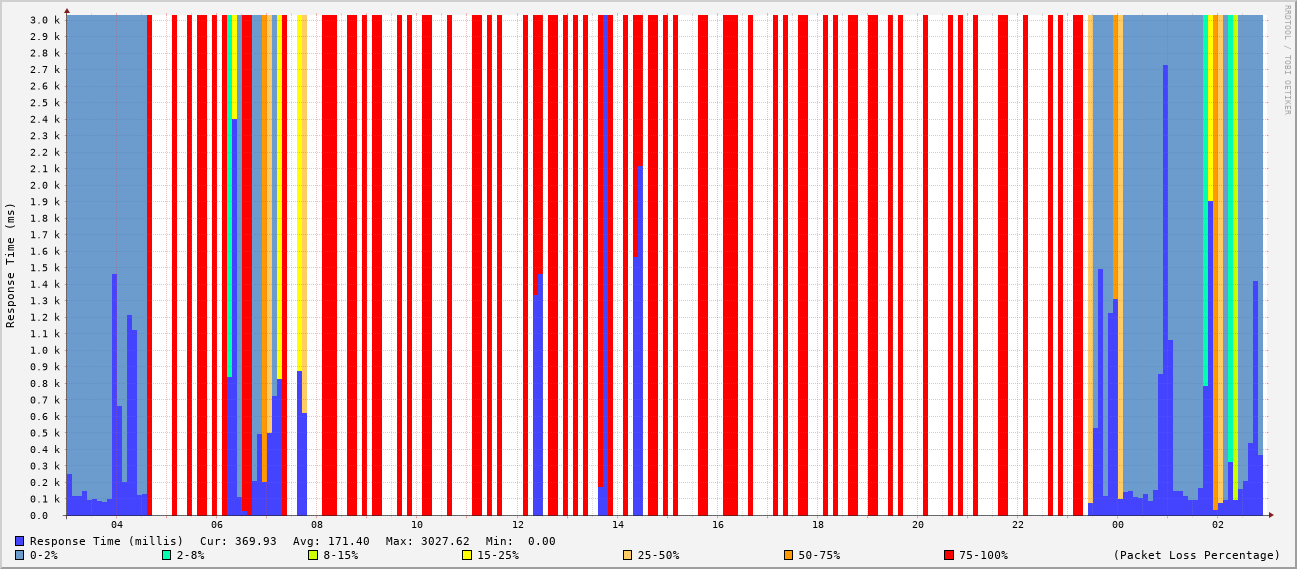 RRDTOOL / TOBI OETIKER
Response Time (ms)
3.0 k
2.9 k
2.8 k
2.7 k
2.6 k
2.5 k
2.4 k
2.3 k
2.2 k
2.1 k
2.0 k
1.9 k
1.8 k
1.7 k
1.6 k
1.5 k
1.4 k
1.3 k
1.2 k
1.1 k
1.0 k
0.9 k
0.8 k
0.7 k
0.6 k
0.5 k
0.4 k
0.3 k
0.2 k
0.1 k
0.0
04 06 08 10 12 14 16 18 20 22 00 02
Response Time (millis) Cur: 369.93 Avg: 171.40 Max: 3027.62 Min: 0.00
0-2% 2-8% 8-15% 15-25% 25-50% 50-75% 75-100% (Packet Loss Percentage)